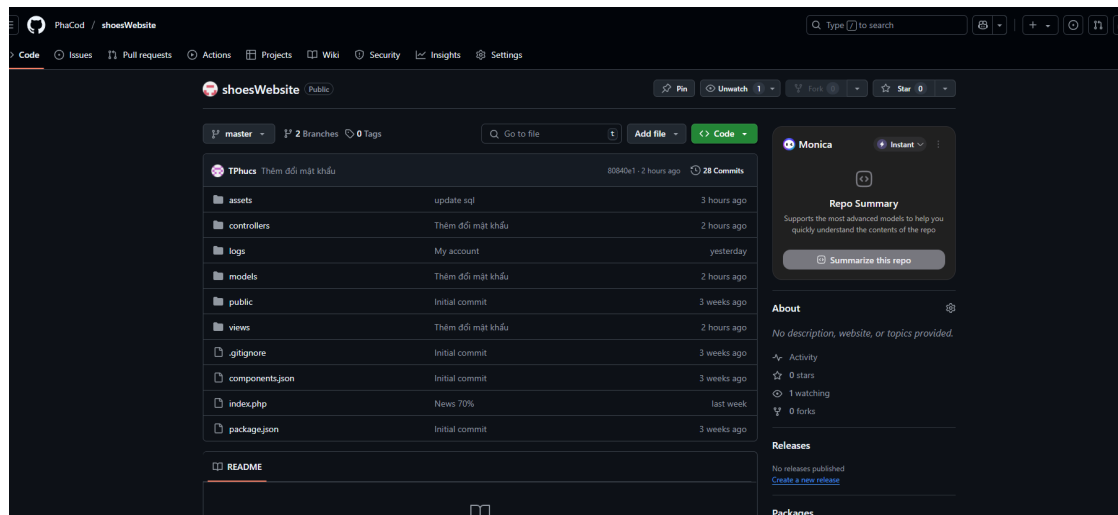 PhaCod / shoesWebsite
Type / to search
Code Issues Pull requests Actions Projects Wiki Security Insights Settings
shoesWebsite Public
Pin Unwatch 1 Fork 0 Star 0
master 2 Branches 0 Tags Go to file t Add file Code
TPhucs Thêm đổi mật khẩu 80840e1 · 2 hours ago 28 Commits
assets update sql 3 hours ago
controllers Thêm đổi mật khẩu 2 hours ago
logs My account yesterday
models Thêm đổi mật khẩu 2 hours ago
public Initial commit 3 weeks ago
views Thêm đổi mật khẩu 2 hours ago
.gitignore Initial commit 3 weeks ago
components.json Initial commit 3 weeks ago
index.php News 70% last week
package.json Initial commit 3 weeks ago
README
Monica Instant
Repo Summary
Supports the most advanced models to help you
quickly understand the contents of the repo
Summarize this repo
About
No description, website, or topics provided.
Activity
0 stars
1 watching
0 forks
Releases
No releases published
Create a new release
Packages